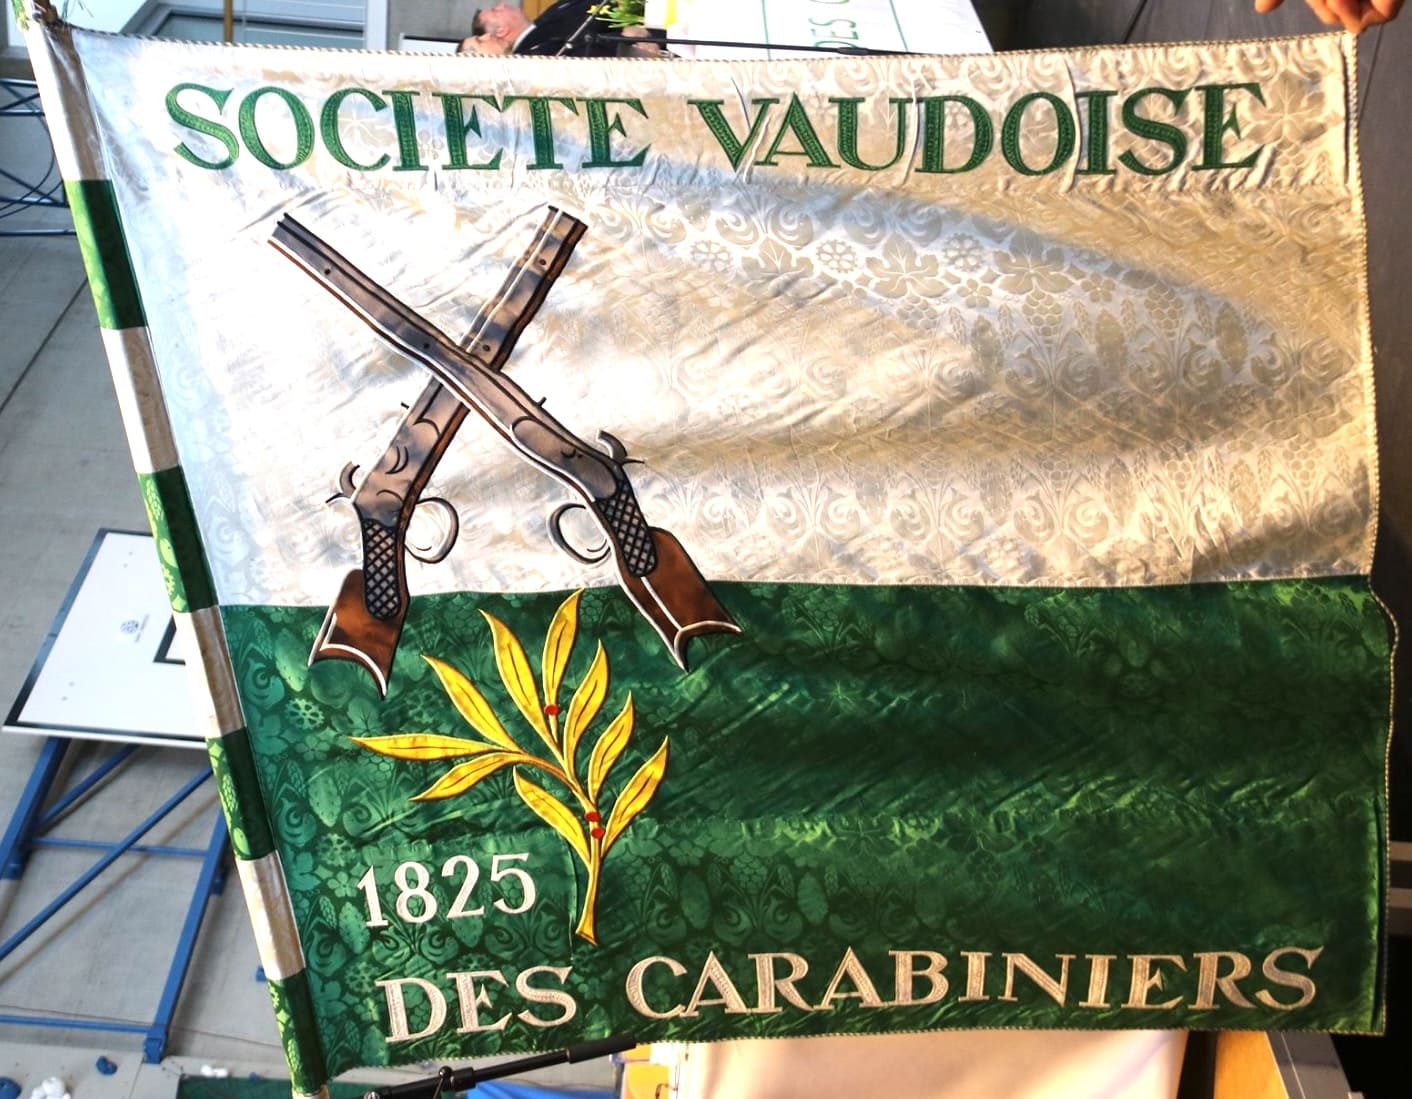 SOCIETE VAUDOISE
1825
DES CARABINIERS